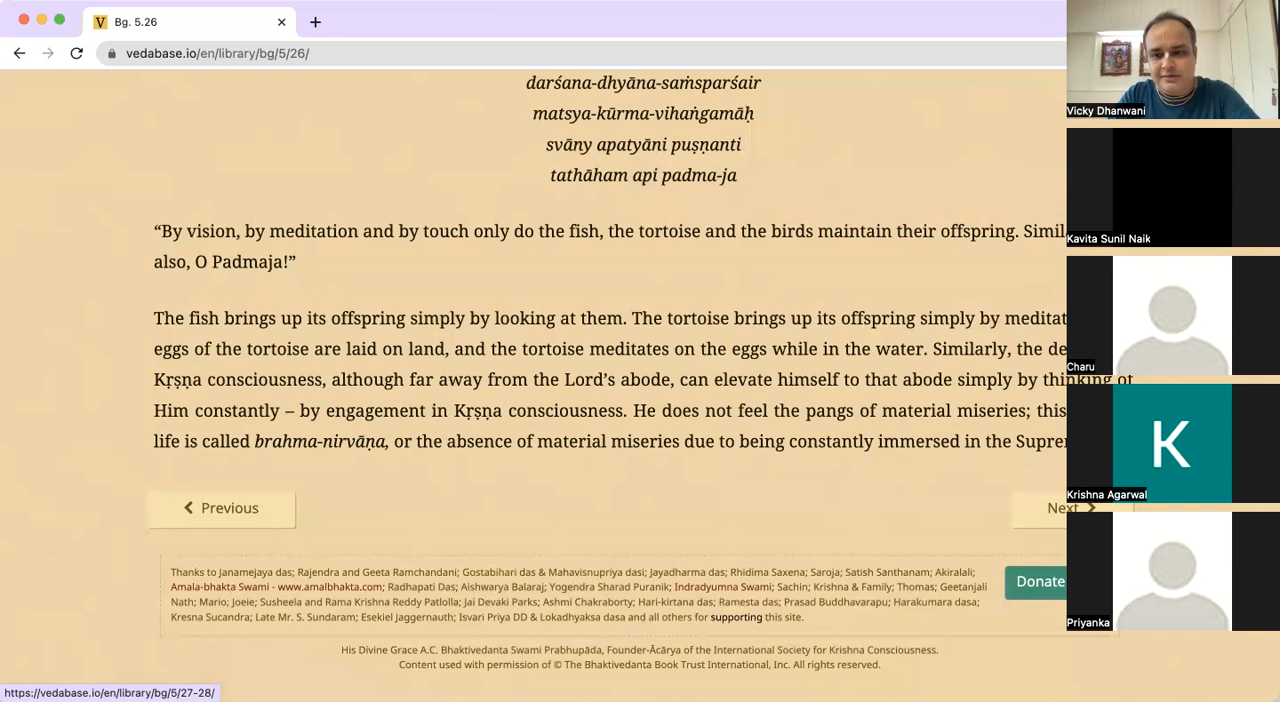 Bg. 5.26
vedabase.io/en/library/bg/5/26/
darśana-dhyāna-saṁsparśair
matsya-kūrma-vihaṅgamāḥ
svāny apatyāni puṣṇanti
tathāham api padma-ja
“By vision, by meditation and by touch only do the fish, the tortoise and the birds maintain their offspring. Simil
also, O Padmaja!”
The fish brings up its offspring simply by looking at them. The tortoise brings up its offspring simply by meditat
eggs of the tortoise are laid on land, and the tortoise meditates on the eggs while in the water. Similarly, the de
Kṛṣṇa consciousness, although far away from the Lord’s abode, can elevate himself to that abode simply by thinking of
Him constantly – by engagement in Kṛṣṇa consciousness. He does not feel the pangs of material miseries; this
life is called brahma-nirvāṇa, or the absence of material miseries due to being constantly immersed in the Suprem
Previous
Next
Thanks to Janamejaya das; Rajendra and Geeta Ramchandani; Gostabihari das & Mahavisnupriya dasi; Jayadharma das; Rhidima Saxena; Saroja; Satish Santhanam; Akiralali;
Amala-bhakta Swami - www.amalbhakta.com; Radhapati Das; Aishwarya Balaraj; Yogendra Sharad Puranik; Indradyumna Swami; Sachin; Krishna & Family; Thomas; Geetanjali
Nath; Mario; Joeie; Susheela and Rama Krishna Reddy Patlolla; Jai Devaki Parks; Ashmi Chakraborty; Hari-kirtana das; Ramesta das; Prasad Buddhavarapu; Harakumara dasa;
Kresna Sucandra; Late Mr. S. Sundaram; Esekiel Jaggernauth; Isvari Priya DD & Lokadhyaksa dasa and all others for supporting this site.
Donate
His Divine Grace A.C. Bhaktivedanta Swami Prabhupāda, Founder-Ācārya of the International Society for Krishna Consciousness.
Content used with permission of © The Bhaktivedanta Book Trust International, Inc. All rights reserved.
https://vedabase.io/en/library/bg/5/27-28/
Vicky Dhanwani
Kavita Sunil Naik
Charu
K
Krishna Agarwal
Priyanka